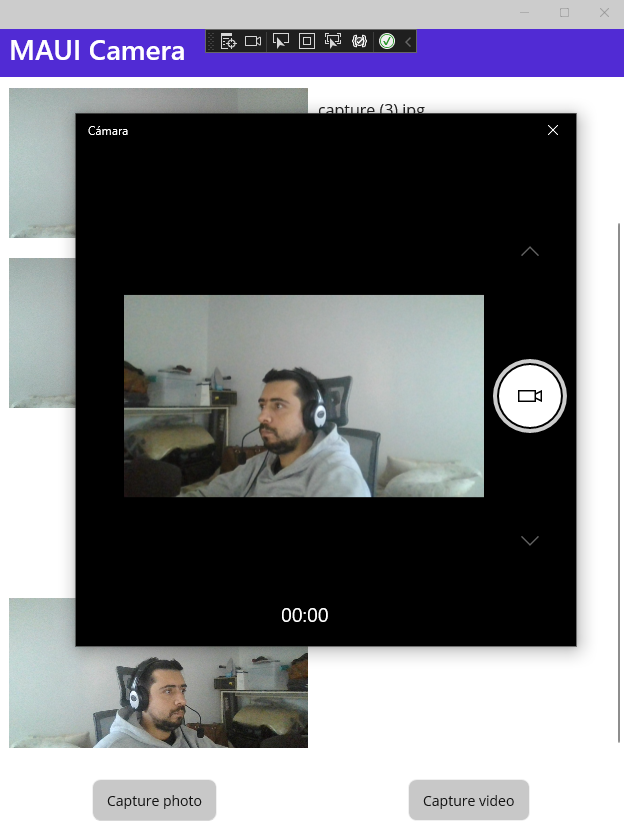 MAUI Camera
capture (3).jpg
Cámara
00:00
Capture photo
Capture video